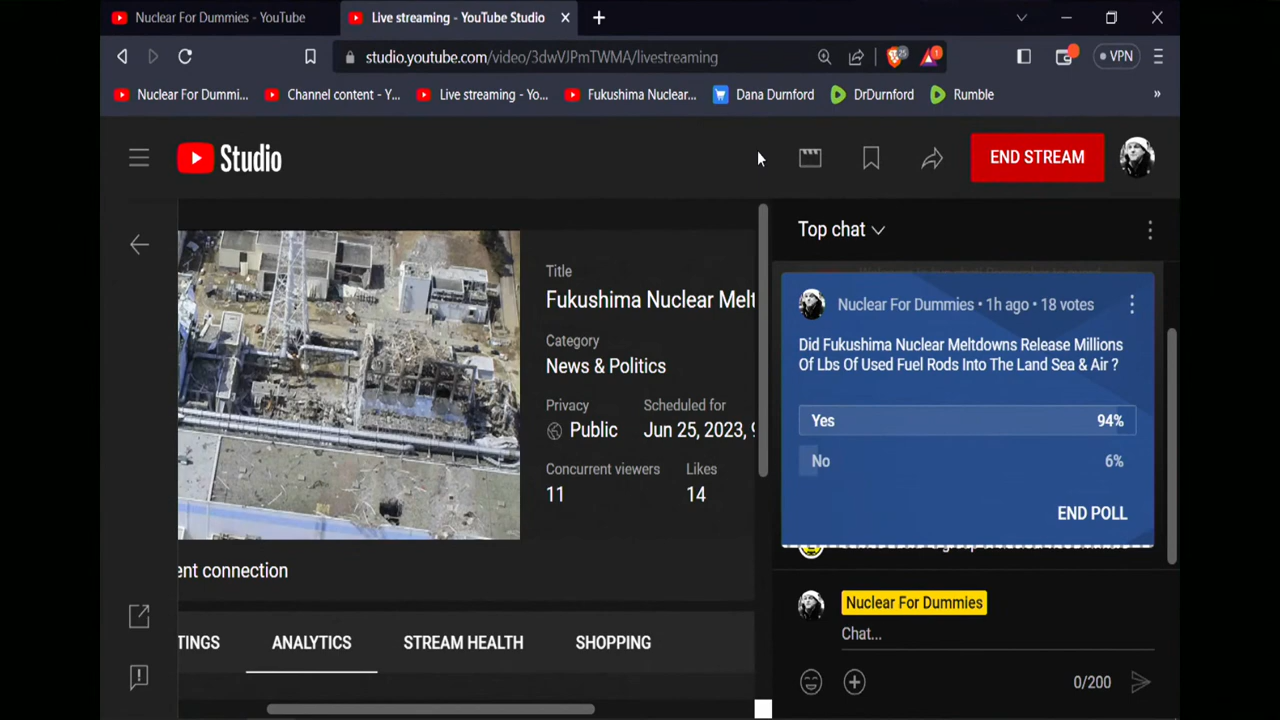 Nuclear For Dummies - YouTube
Live streaming - YouTube Studio
studio.youtube.com/video/3dwVJPmTWMA/livestreaming
25
1
VPN
Nuclear For Dummi...
Channel content - Y...
Live streaming - Yo...
Fukushima Nuclear...
Dana Durnford
DrDurnford
Rumble
Studio
END STREAM
Top chat
Title
Fukushima Nuclear Melt
Category
News & Politics
Privacy
Scheduled for
Public
Jun 25, 2023, 9
Concurrent viewers
Likes
11
14
ent connection
TINGS
ANALYTICS
STREAM HEALTH
SHOPPING
Nuclear For Dummies • 1h ago • 18 votes
Did Fukushima Nuclear Meltdowns Release Millions
Of Lbs Of Used Fuel Rods Into The Land Sea & Air ?
Yes 94%
No 6%
END POLL
Nuclear For Dummies
Chat...
0/200